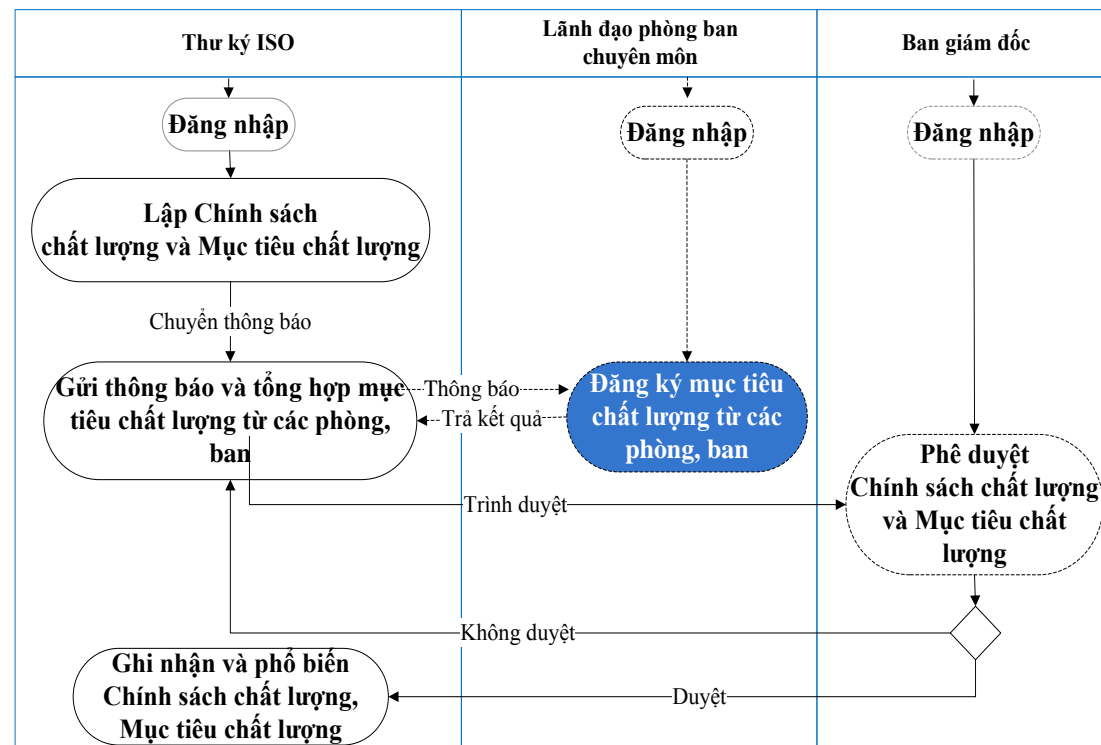 Thư ký ISO
Lãnh đạo phòng ban
chuyên môn
Ban giám đốc
Đăng nhập
Đăng nhập
Đăng nhập
Lập Chính sách
chất lượng và Mục tiêu chất lượng
Chuyển thông báo
Gửi thông báo và tổng hợp mục
tiêu chất lượng từ các phòng,
ban
Thông báo
Trả kết quả
Đăng ký mục tiêu
chất lượng từ các
phòng, ban
Phê duyệt
Chính sách chất lượng
và Mục tiêu chất
lượng
Trình duyệt
Không duyệt
Ghi nhận và phổ biến
Chính sách chất lượng,
Mục tiêu chất lượng
Duyệt